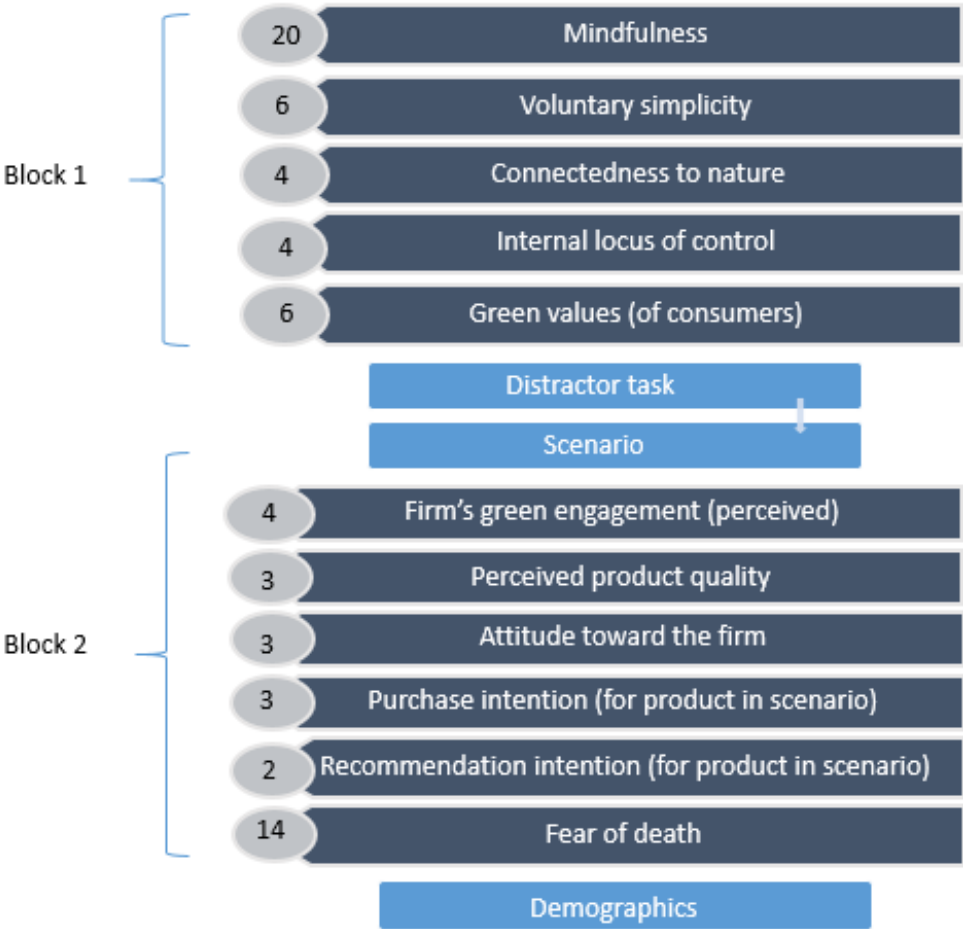 20 Mindfulness
6 Voluntary simplicity
Block 1
4 Connectedness to nature
4 Internal locus of control
6 Green values (of consumers)
Distractor task
Scenario
4 Firm’s green engagement (perceived)
3 Perceived product quality
Block 2
3 Attitude toward the firm
3 Purchase intention (for product in scenario)
2 Recommendation intention (for product in scenario)
14 Fear of death
Demographics